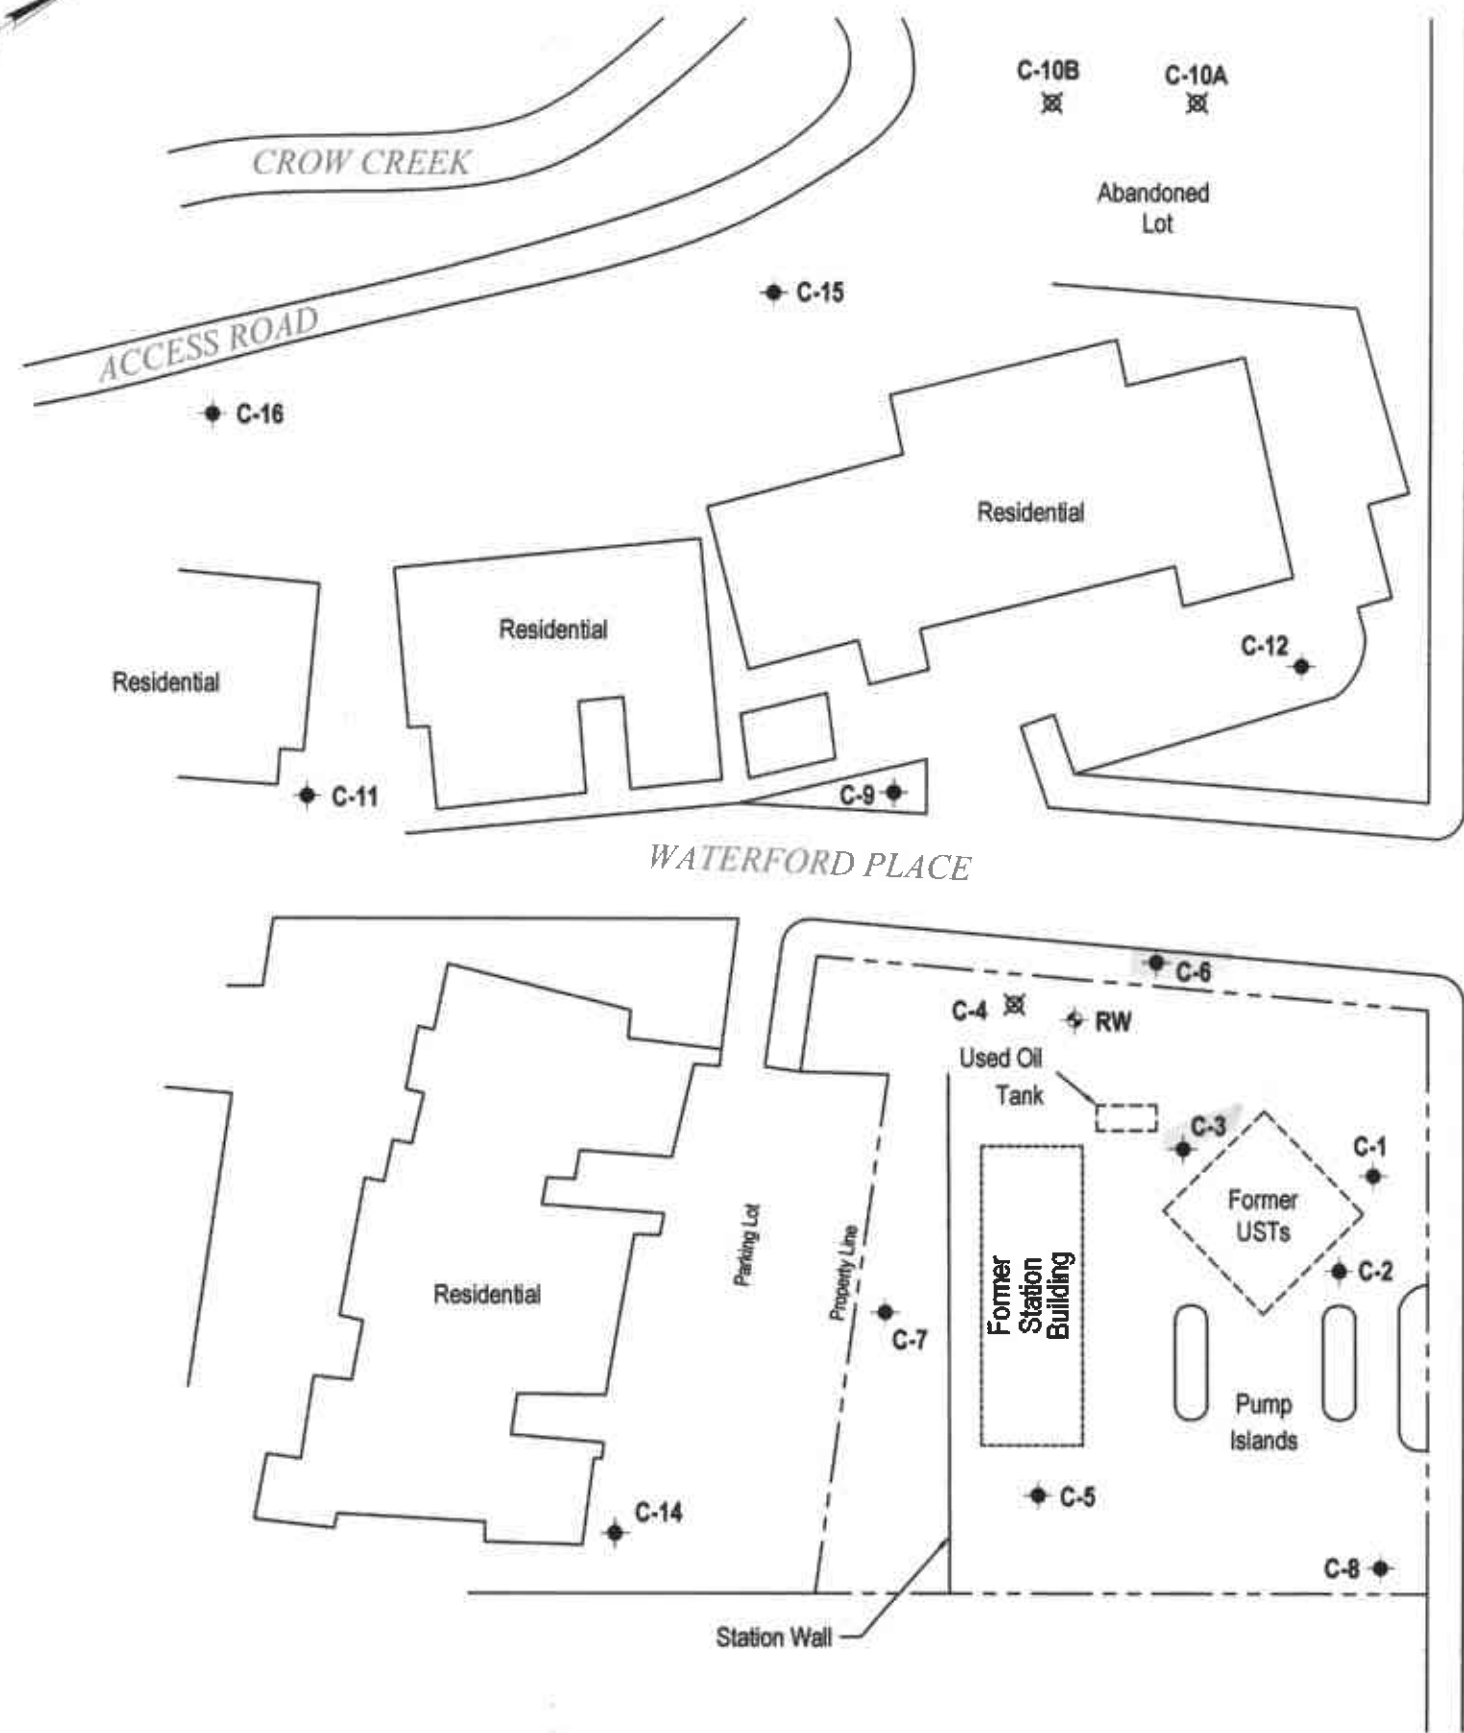 C-10B
C-10A
CROW CREEK
Abandoned
Lot
C-15
ACCESS ROAD
C-16
Residential
Residential
Residential
C-12
C-11
C-9
WATERFORD PLACE
C-6
C-4
RW
Used Oil
Tank
C-3
C-1
Former
USTs
Parking Lot
Property Line
Former
Station
Building
C-2
Residential
C-7
Pump
Islands
C-5
C-14
C-8
Station Wall